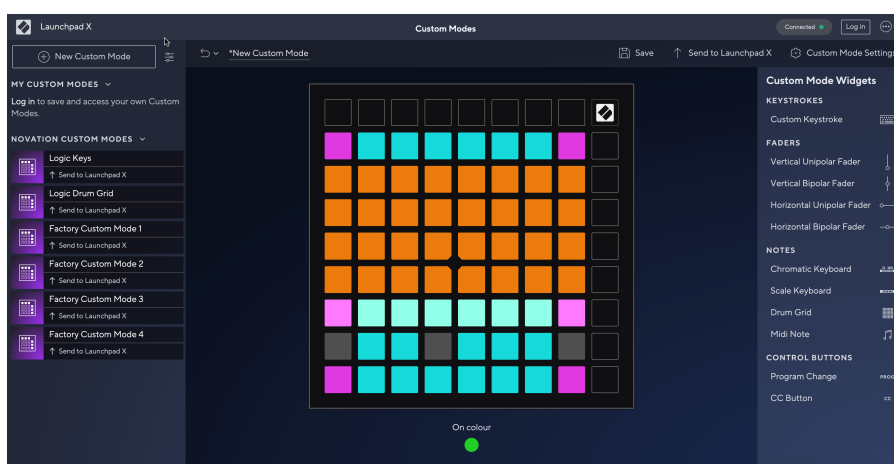 Launchpad X
Custom Modes
Connected
Log in
New Custom Mode
*New Custom Mode
Save
Send to Launchpad X
Custom Mode Settings
MY CUSTOM MODES
Log in to save and access your own Custom
Modes.
NOVATION CUSTOM MODES
Logic Keys
Send to Launchpad X
Logic Drum Grid
Send to Launchpad X
Factory Custom Mode 1
Send to Launchpad X
Factory Custom Mode 2
Send to Launchpad X
Factory Custom Mode 3
Send to Launchpad X
Factory Custom Mode 4
Send to Launchpad X
On colour
Custom Mode Widgets
KEYSTROKES
Custom Keystroke
FADERS
Vertical Unipolar Fader
Vertical Bipolar Fader
Horizontal Unipolar Fader
Horizontal Bipolar Fader
NOTES
Chromatic Keyboard
Scale Keyboard
Drum Grid
Midi Note
CONTROL BUTTONS
Program Change
PROG
CC Button
CC